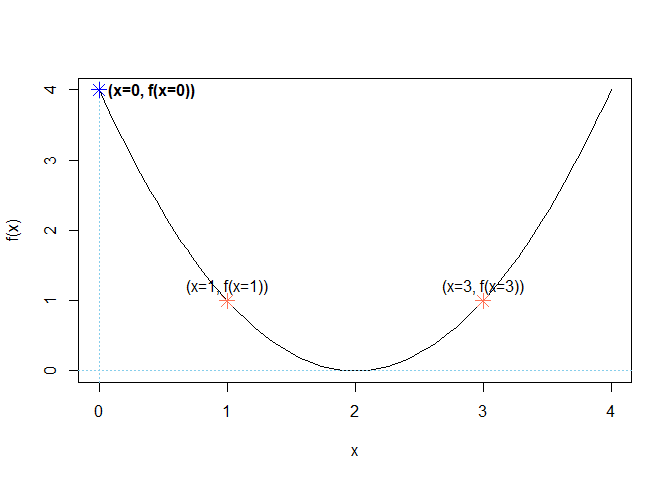 4
(x=0, f(x=0))
3
f(x)
2
(x=1, f(x=1))
(x=3, f(x=3))
1
0
0 1 2 3 4
x